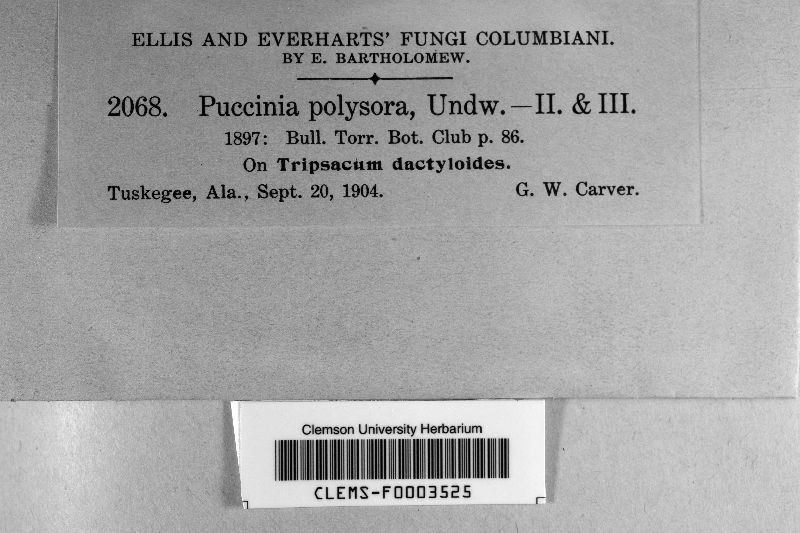 ELLIS AND EVERHARTS' FUNGI COLUMBIANI.
BY E. BARTHOLOMEW.
2068. Puccinia polysora, Undw.—II. & III.
1897: Bull. Torr. Bot. Club p. 86.
On Tripsacum dactyloides.
Tuskegee, Ala., Sept. 20, 1904. G. W. Carver.
Clemson University Herbarium
CLEMS-F0003525